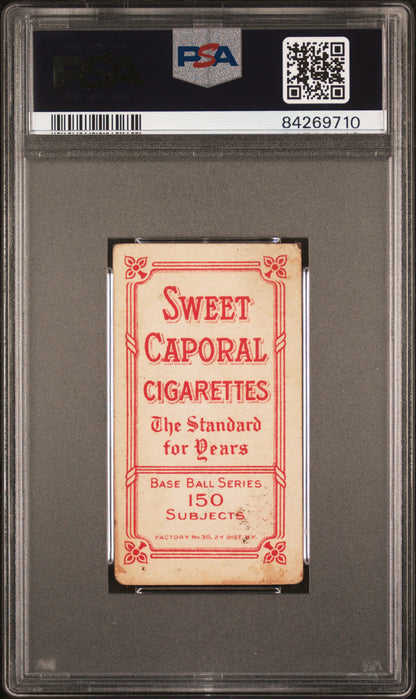 PSA
PSA
84269710
SWEET
CAPORAL
CIGARETTES
The Standard
for Years
BASE BALL SERIES
150
SUBJECTS
FACTORY No. 30, 2d DIST. N.Y.